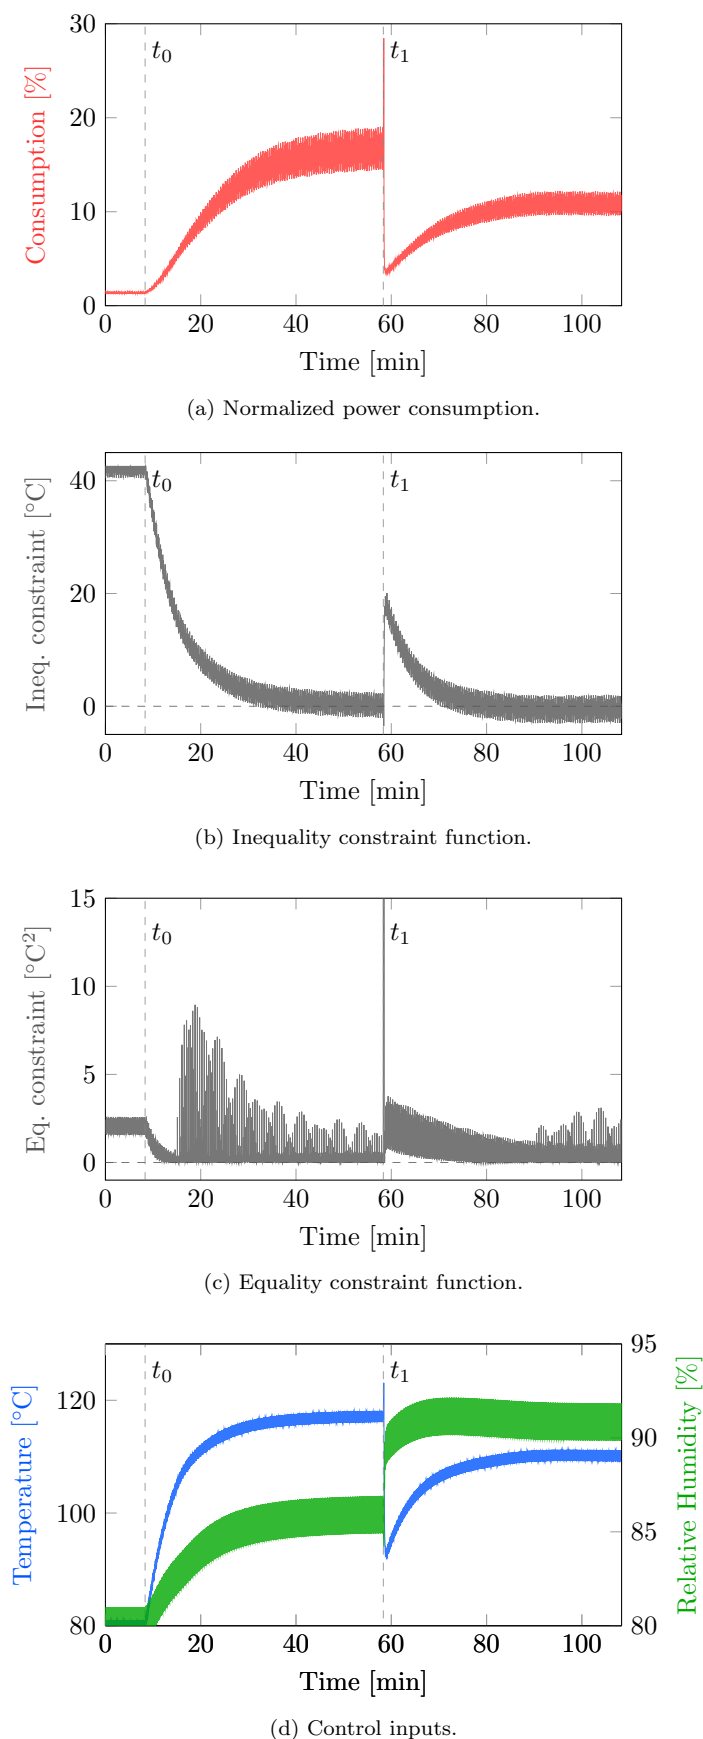 30
20
10
0
Consumption [%]
t0
t1
0 20 40 60 80 100
Time [min]
(a) Normalized power consumption.
40
20
0
Ineq. constraint [°C]
t0
t1
0 20 40 60 80 100
Time [min]
(b) Inequality constraint function.
15
10
5
0
Eq. constraint [°C²]
t0
t1
0 20 40 60 80 100
Time [min]
(c) Equality constraint function.
120
100
80
Temperature [°C]
t0
t1
95
90
85
80
Relative Humidity [%]
0 20 40 60 80 100
Time [min]
(d) Control inputs.